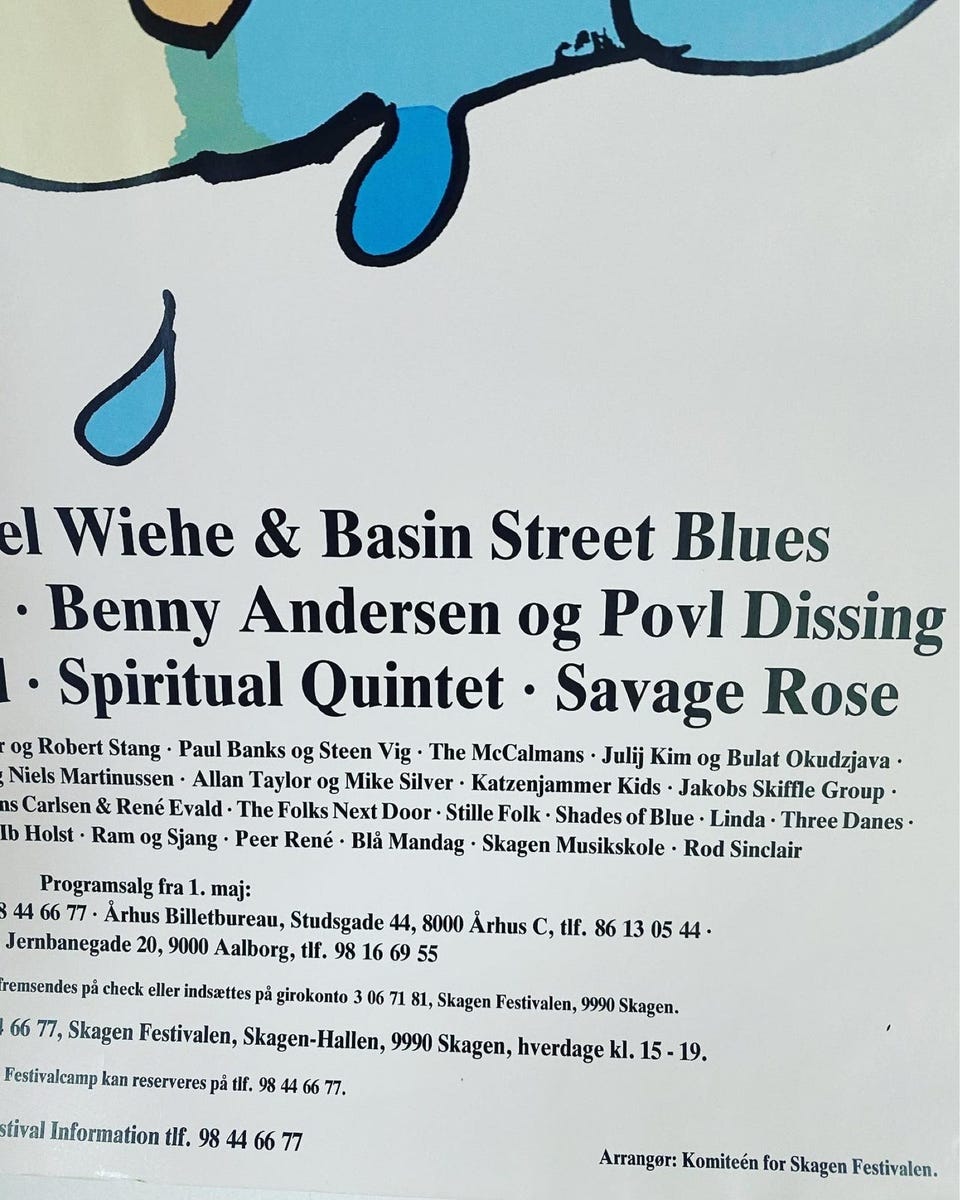 el Wiehe & Basin Street Blues
· Benny Andersen og Povl Dissing
· Spiritual Quintet · Savage Rose
r og Robert Stang · Paul Banks og Steen Vig · The McCalmans · Julij Kim og Bulat Okudzjava ·
Niels Martinussen · Allan Taylor og Mike Silver · Katzenjammer Kids · Jakobs Skiffle Group ·
ns Carlsen & René Evald · The Folks Next Door · Stille Folk · Shades of Blue · Linda · Three Danes ·
lb Holst · Ram og Sjang · Peer René · Blå Mandag · Skagen Musikskole · Rod Sinclair
Programsalg fra 1. maj:
8 44 66 77 · Århus Billetbureau, Studsgade 44, 8000 Århus C, tlf. 86 13 05 44 ·
Jernbanegade 20, 9000 Aalborg, tlf. 98 16 69 55
fremsendes på check eller indsættes på girokonto 3 06 71 81, Skagen Festivalen, 9990 Skagen.
66 77, Skagen Festivalen, Skagen-Hallen, 9990 Skagen, hverdage kl. 15 - 19.
Festivalcamp kan reserveres på tlf. 98 44 66 77.
stival Information tlf. 98 44 66 77
Arrangør: Komiteén for Skagen Festivalen.